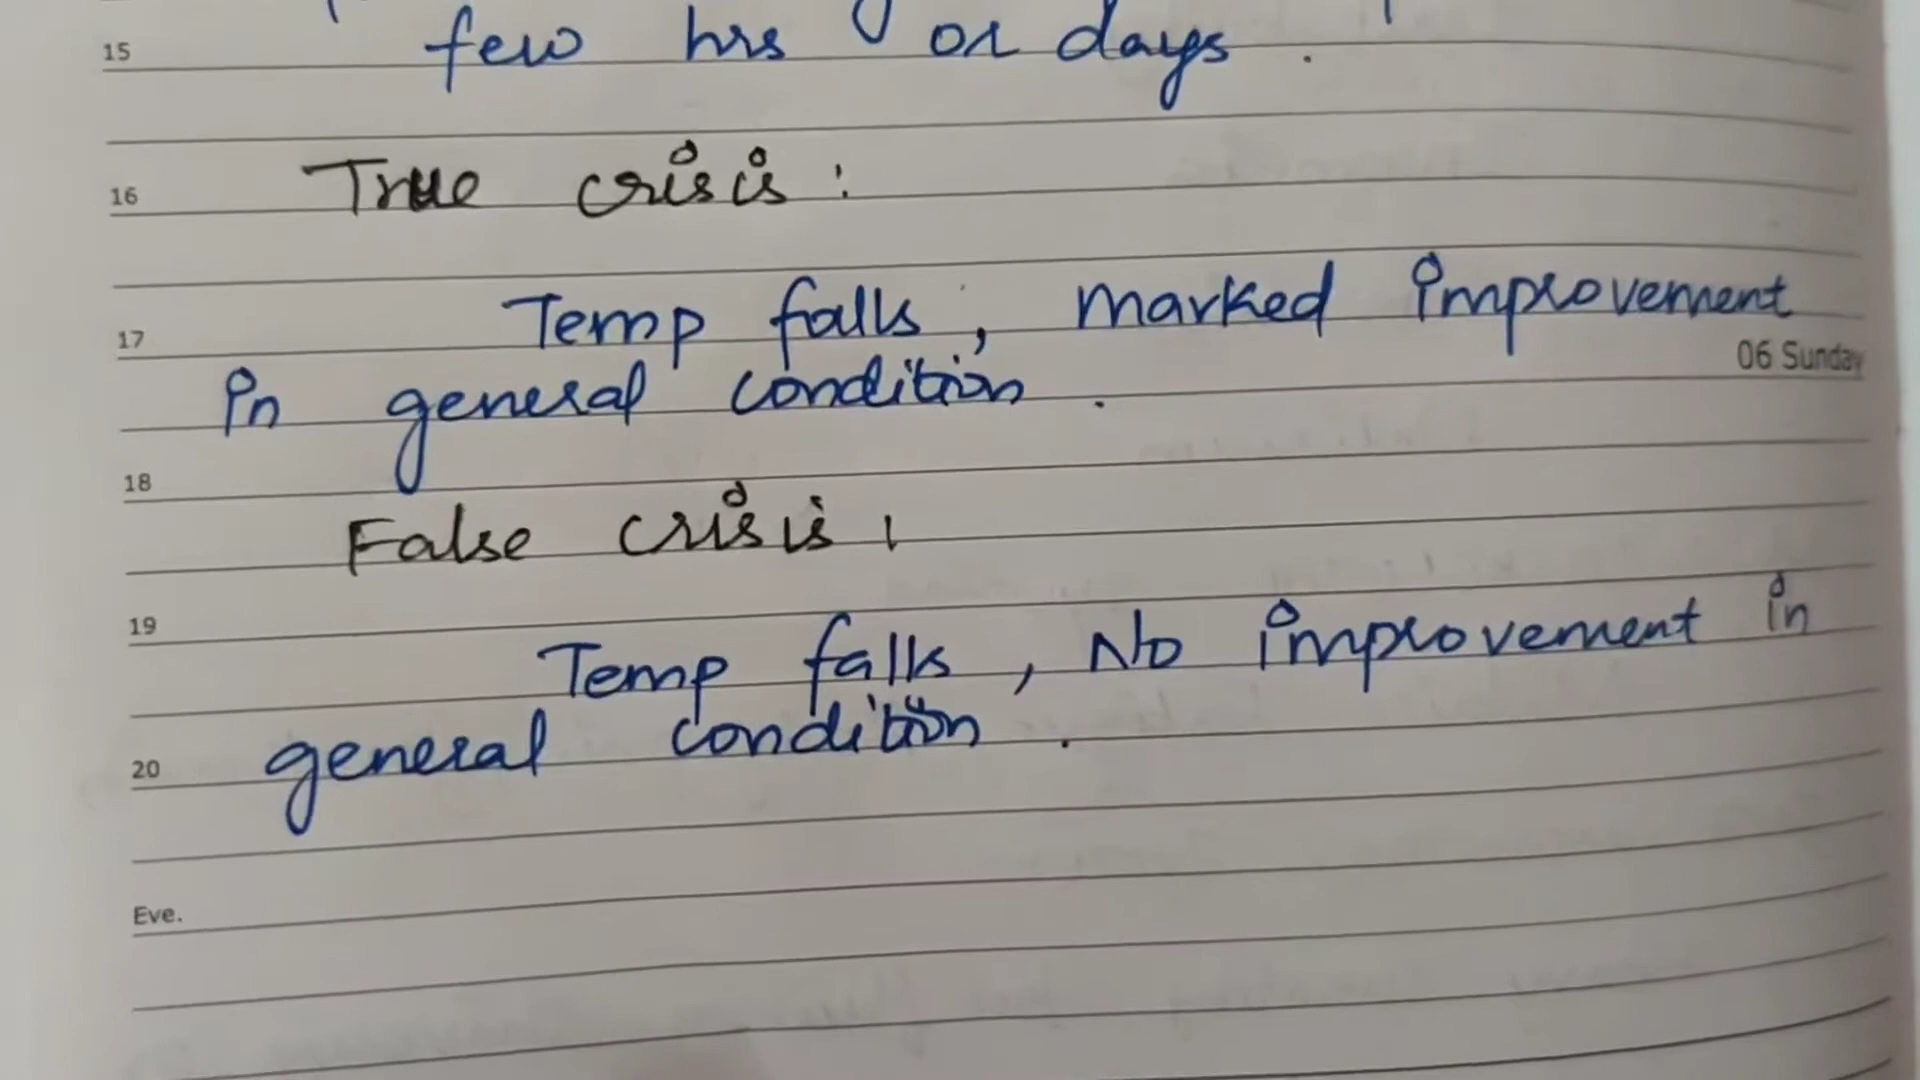 15 few hrs or days .
16 True crisis :
17 Temp falls , marked improvement
06 Sunday
in general condition .
18
False crisis :
19
Temp falls , No improvement in
20 general condition .
Eve.